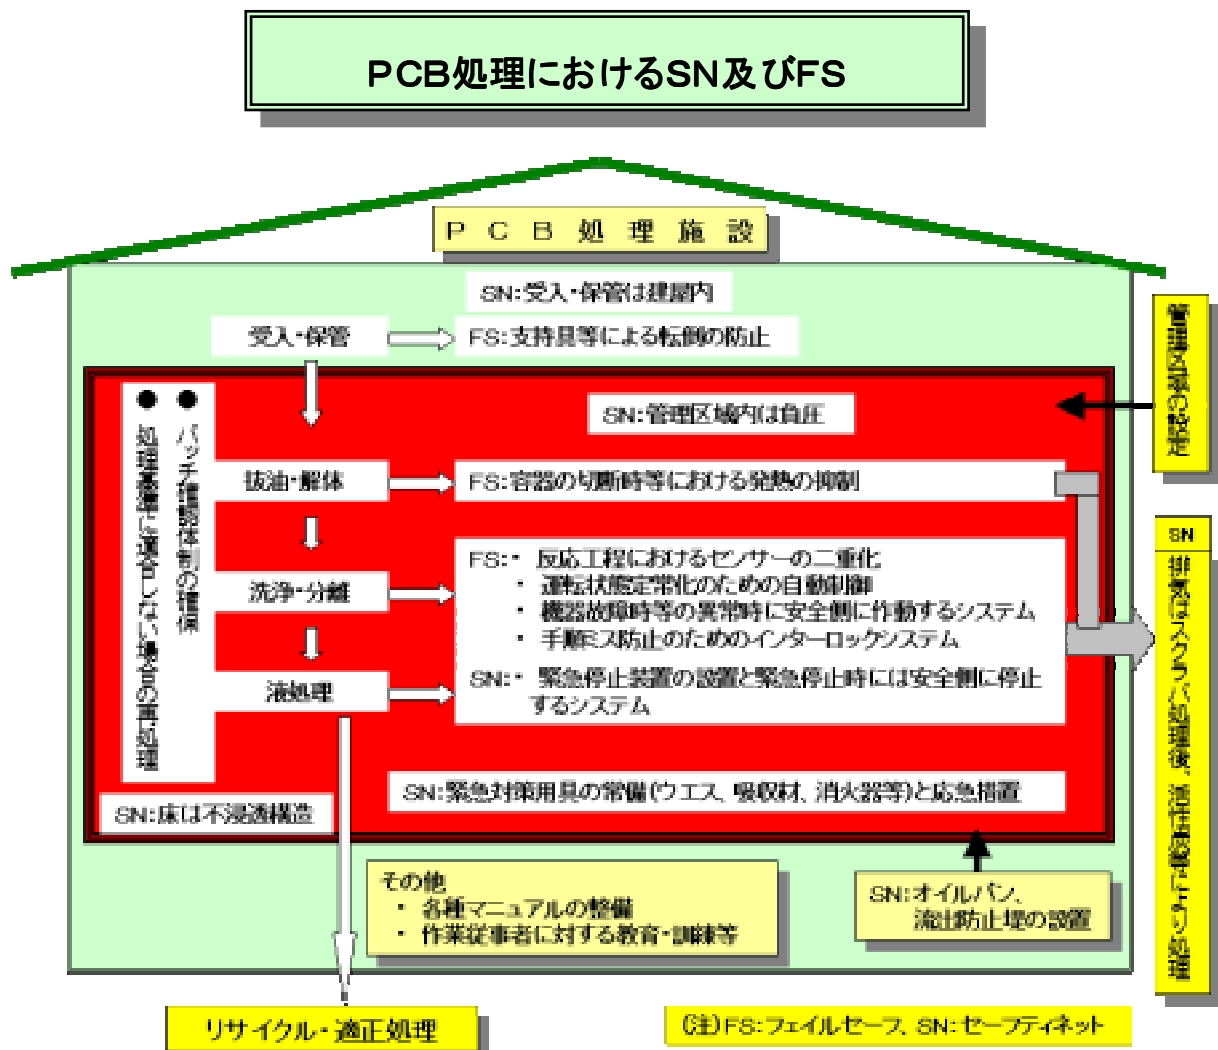 PCB処理におけるSN及びFS
PCB処理施設
SN:受入・保管は建屋内
受入・保管
FS:支持具等による転倒の防止
管理区域の設定
● バッチ確認体制の確保
● 処理基準に適合しない場合の再処理
SN:管理区域内は負圧
抜油・解体
FS:容器の切断時等における発熱の抑制
洗浄・分離
FS:・ 反応工程におけるセンサーの二重化
・ 運転状態定常化のための自動制御
・ 機器故障時等の異常時に安全側に作動するシステム
・ 手順ミス防止のためのインターロックシステム
液処理
SN:・ 緊急停止装置の設置と緊急停止時には安全側に停止
するシステム
SN
排気はスクラバ処理後、活性炭等により処理
SN:緊急対策用具の常備(ウエス、吸収材、消火器等)と応急措置
SN:床は不浸透構造
その他
・ 各種マニュアルの整備
・ 作業従事者に対する教育・訓練等
SN:オイルパン、
流出防止堤の設置
リサイクル・適正処理
(注)FS:フェイルセーフ、SN:セーフティネット